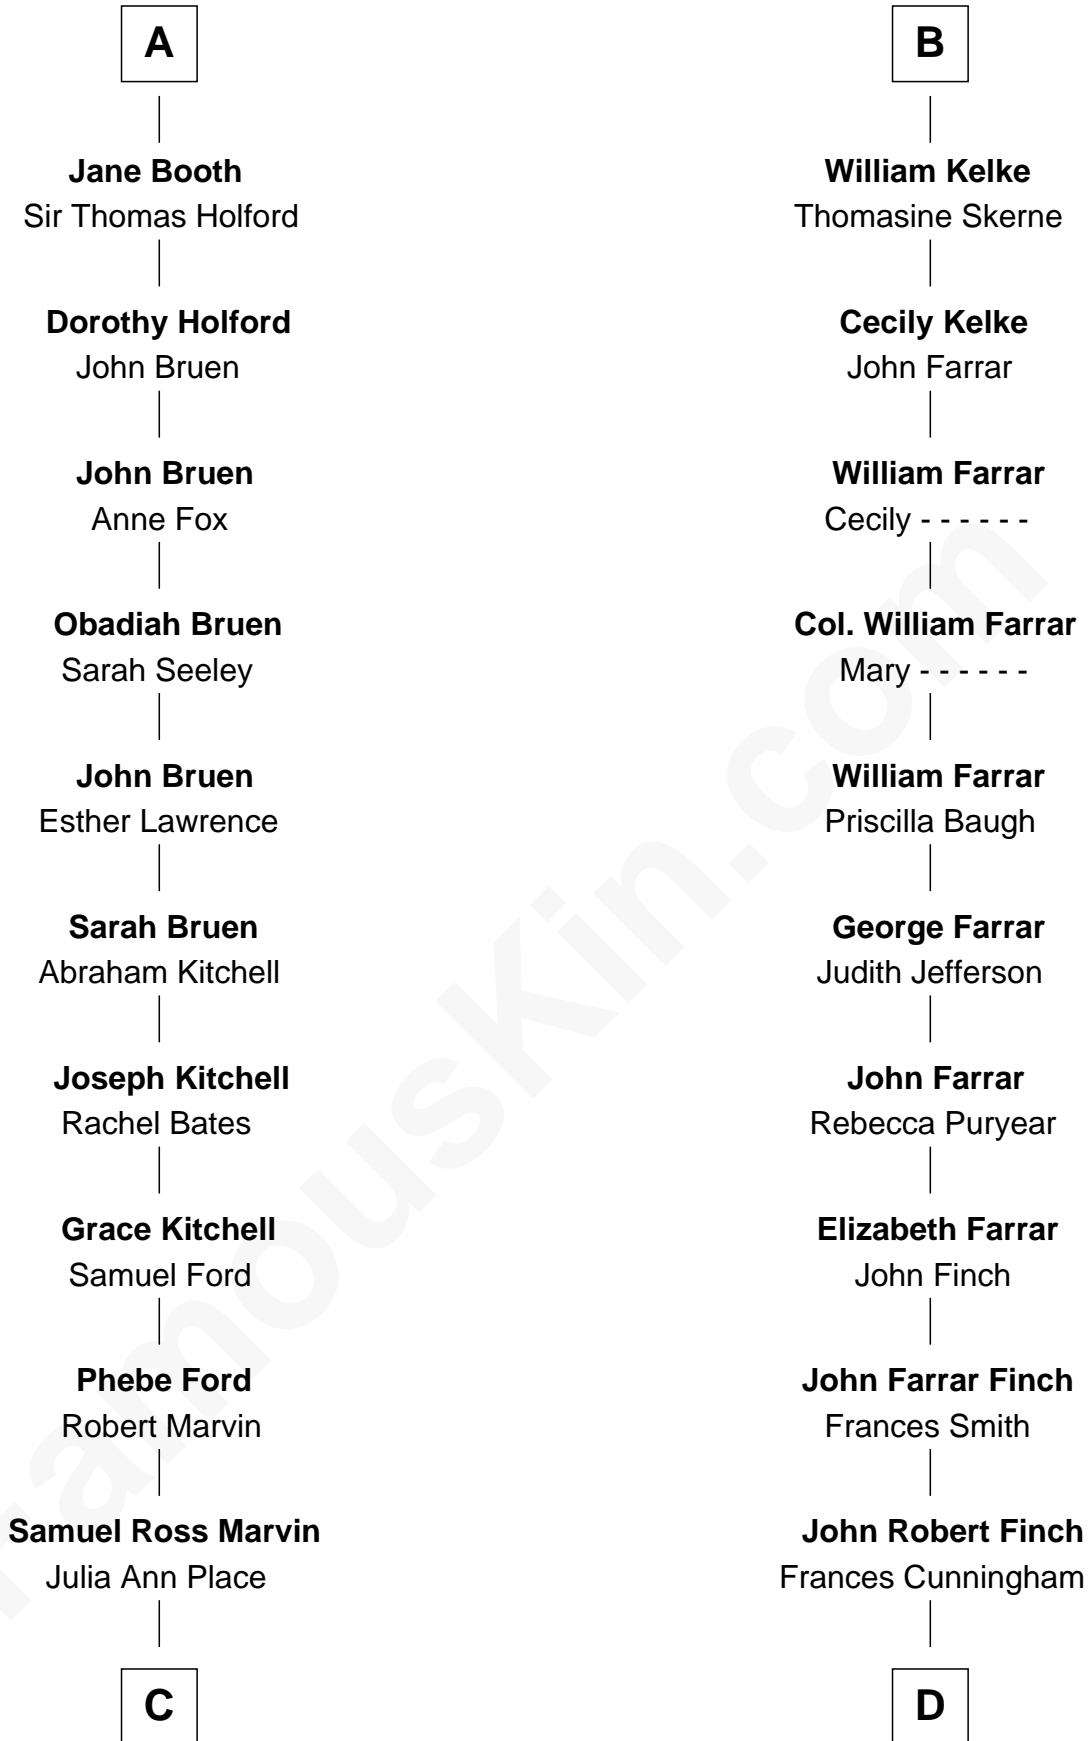 A
Jane Booth
Sir Thomas Holford
Dorothy Holford
John Bruen
John Bruen
Anne Fox
Obadiah Bruen
Sarah Seeley
John Bruen
Esther Lawrence
Sarah Bruen
Abraham Kitchell
Joseph Kitchell
Rachel Bates
Grace Kitchell
Samuel Ford
Phebe Ford
Robert Marvin
Samuel Ross Marvin
Julia Ann Place
C
B
William Kelke
Thomasine Skerne
Cecily Kelke
John Farrar
William Farrar
Cecily - - - - - -
Col. William Farrar
Mary - - - - - -
William Farrar
Priscilla Baugh
George Farrar
Judith Jefferson
John Farrar
Rebecca Puryear
Elizabeth Farrar
John Finch
John Farrar Finch
Frances Smith
John Robert Finch
Frances Cunningham
D
FamousKin.com